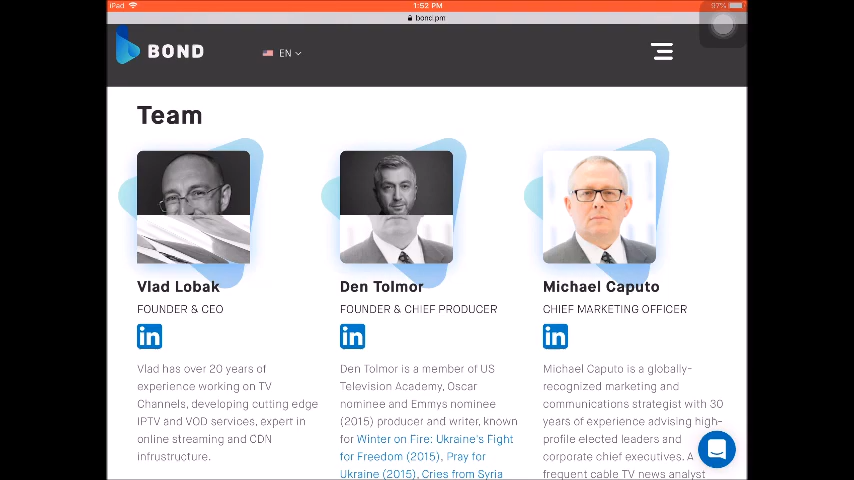 iPad 1:52 PM 97%
bond.pm
BOND EN
Team
Vlad Lobak
FOUNDER & CEO
in
Vlad has over 20 years of
experience working on TV
Channels, developing cutting edge
IPTV and VOD services, expert in
online streaming and CDN
infrustructure.
Den Tolmor
FOUNDER & CHIEF PRODUCER
in
Den Tolmor is a member of US
Television Academy, Oscar
nominee and Emmys nominee
(2015) producer and writer, known
for Winter on Fire: Ukraine's Fight
for Freedom (2015), Pray for
Ukraine (2015), Cries from Syria
Michael Caputo
CHIEF MARKETING OFFICER
in
Michael Caputo is a globally-
recognized marketing and
communications strategist with 30
years of experience advising high-
profile elected leaders and
corporate chief executives. A
frequent cable TV news analyst